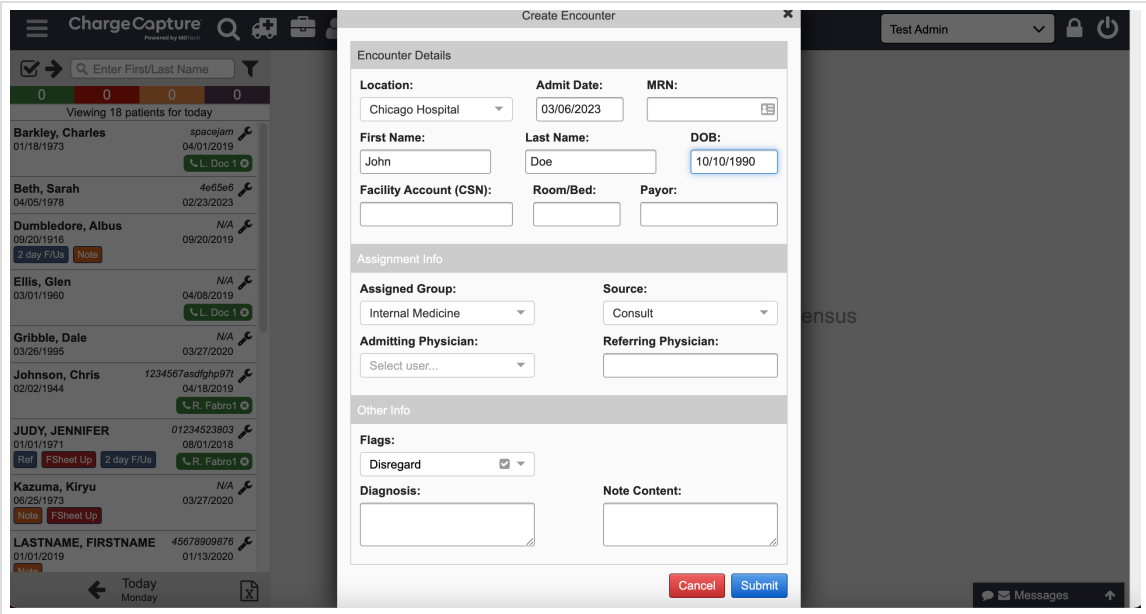 Create Encounter
ChargeCapture
Powered by MDTech
Test Admin
Enter First/Last Name
0 0 0 0
Viewing 18 patients for today
Barkley, Charles spacejam
01/18/1973 04/01/2019
L. Doc 1
Beth, Sarah 4e65e6
04/05/1978 02/23/2023
Dumbledore, Albus N/A
09/20/1916 09/20/2019
2 day F/Us Note
Ellis, Glen N/A
03/01/1960 04/08/2019
L. Doc 1
Gribble, Dale N/A
03/26/1995 03/27/2020
Johnson, Chris 1234567asdfghp97t
02/02/1944 04/18/2019
R. Fabro1
JUDY, JENNIFER 01234523803
01/01/1971 08/01/2018
Ref FSheet Up 2 day F/Us R. Fabro1
Kazuma, Kiryu N/A
06/25/1973 03/27/2020
Note FSheet Up
LASTNAME, FIRSTNAME 45678909876
01/01/2019 01/13/2020
Note
Today
Monday
Encounter Details
Location: Admit Date: MRN:
Chicago Hospital 03/06/2023
First Name: Last Name: DOB:
John Doe 10/10/1990
Facility Account (CSN): Room/Bed: Payor:
Assignment Info
Assigned Group: Source:
Internal Medicine Consult
Admitting Physician: Referring Physician:
Select user...
Other Info
Flags:
Disregard
Diagnosis: Note Content:
Cancel Submit
ensus
Messages